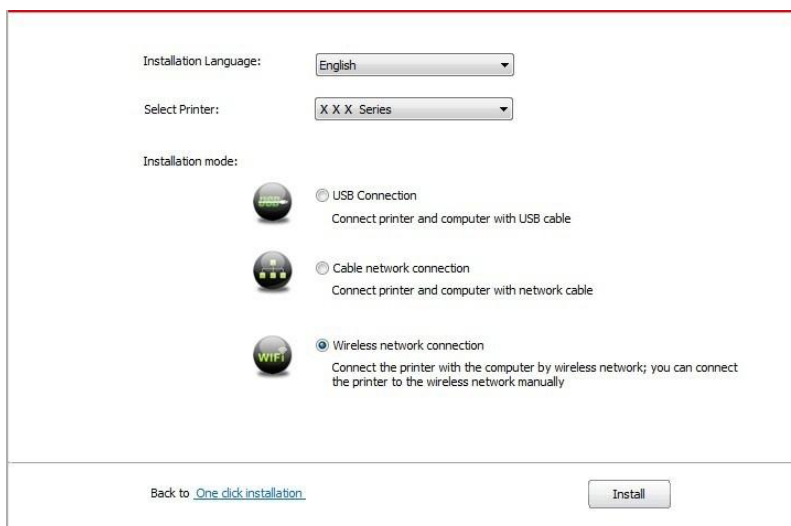 Installation Language:
English
Select Printer:
X X X Series
Installation mode:
USB
USB Connection
Connect printer and computer with USB cable
Cable network connection
Connect printer and computer with network cable
WiFi
Wireless network connection
Connect the printer with the computer by wireless network; you can connect
the printer to the wireless network manually
Back to One click installation
Install